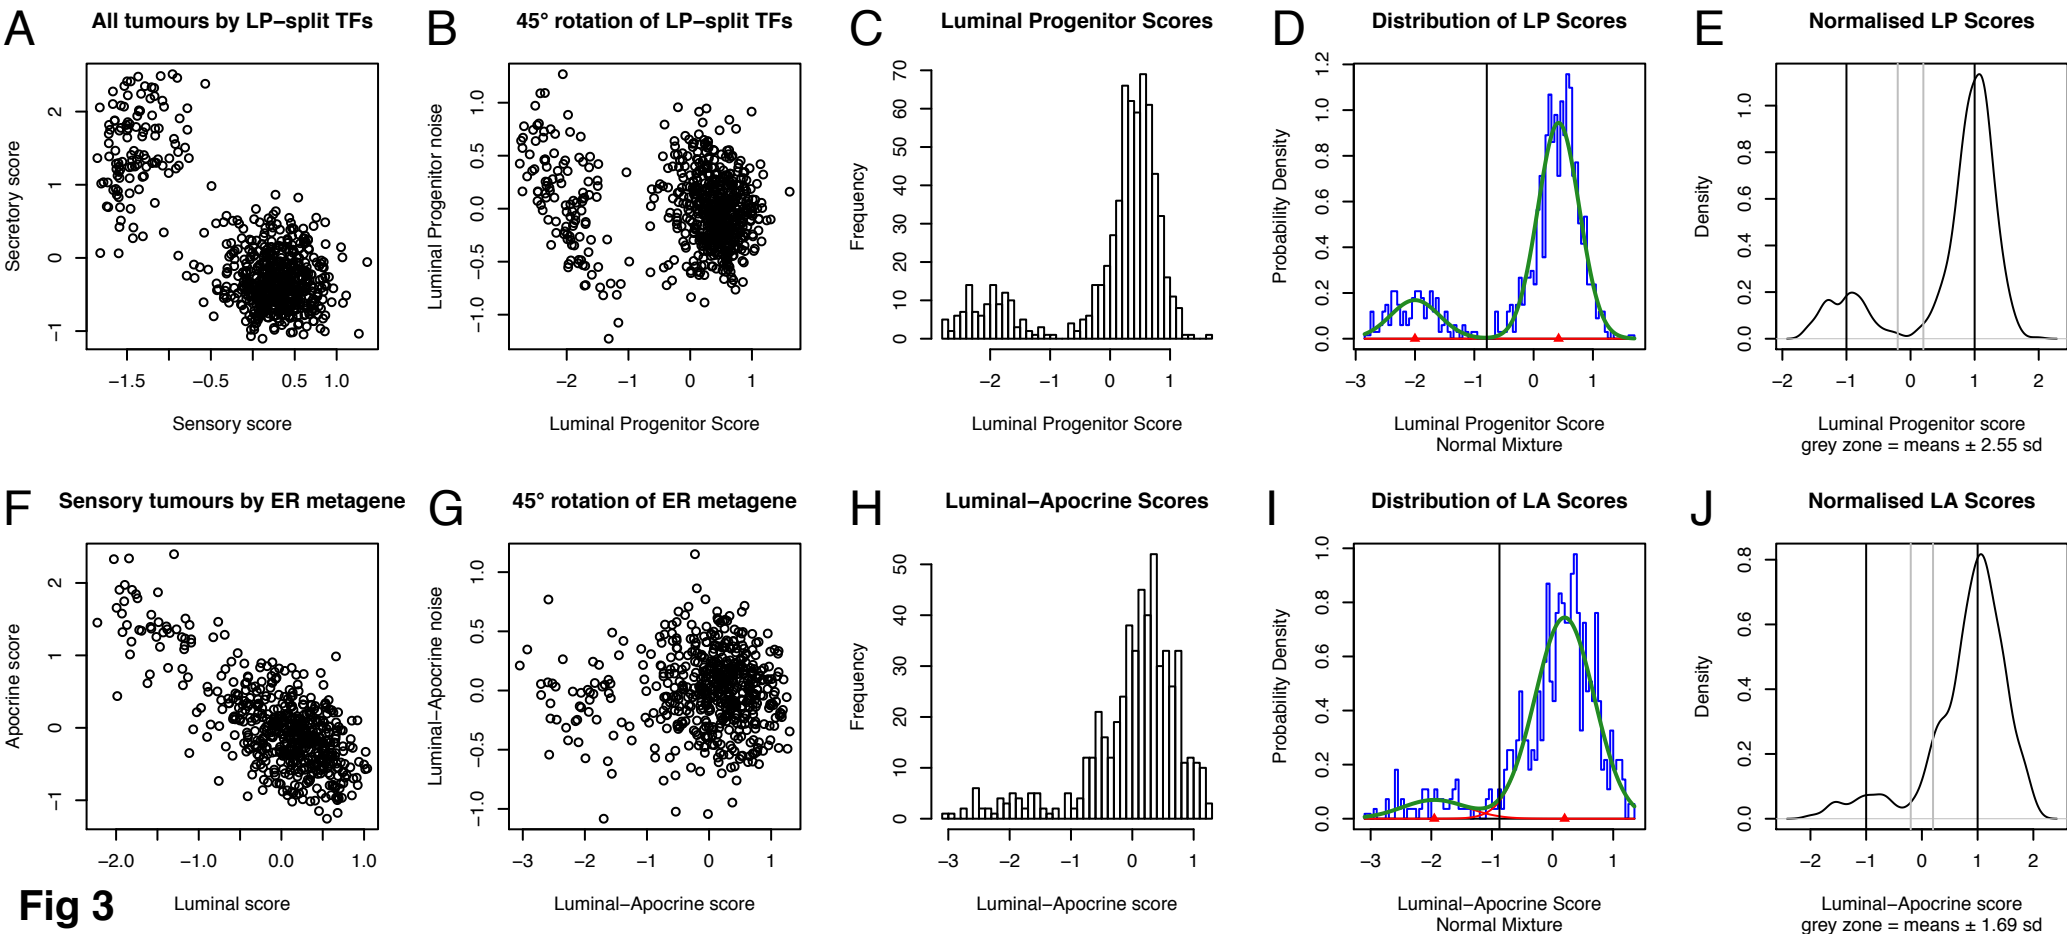 A
All tumours by LP−split TFs
2
1
0
−1
−1.5
−0.5
0.5
1.0
Secretory score
Sensory score
B
45° rotation of LP−split TFs
1.0
0.5
0.0
−0.5
−1.0
−2
−1
0
1
Luminal Progenitor noise
Luminal Progenitor Score
C
Luminal Progenitor Scores
70
60
50
40
30
20
10
0
−2
−1
0
1
Frequency
Luminal Progenitor Score
D
Distribution of LP Scores
1.2
1.0
0.8
0.6
0.4
0.2
0.0
−3
−2
−1
0
1
Probability Density
Luminal Progenitor Score
Normal Mixture
E
Normalised LP Scores
1.0
0.8
0.6
0.4
0.2
0.0
−2
−1
0
1
2
Density
Luminal Progenitor score
grey zone = means ± 2.55 sd
F
Sensory tumours by ER metagene
2
1
0
−1
−2.0
−1.0
0.0
1.0
Apocrine score
Luminal score
G
45° rotation of ER metagene
1.0
0.5
0.0
−0.5
−1.0
−3
−2
−1
0
1
Luminal−Apocrine noise
Luminal−Apocrine score
H
Luminal−Apocrine Scores
50
40
30
20
10
0
−3
−2
−1
0
1
Frequency
Luminal−Apocrine score
I
Distribution of LA Scores
1.0
0.8
0.6
0.4
0.2
0.0
−3
−2
−1
0
1
Probability Density
Luminal−Apocrine Score
Normal Mixture
J
Normalised LA Scores
0.8
0.6
0.4
0.2
0.0
−2
−1
0
1
2
Density
Luminal−Apocrine score
grey zone = means ± 1.69 sd
Fig 3